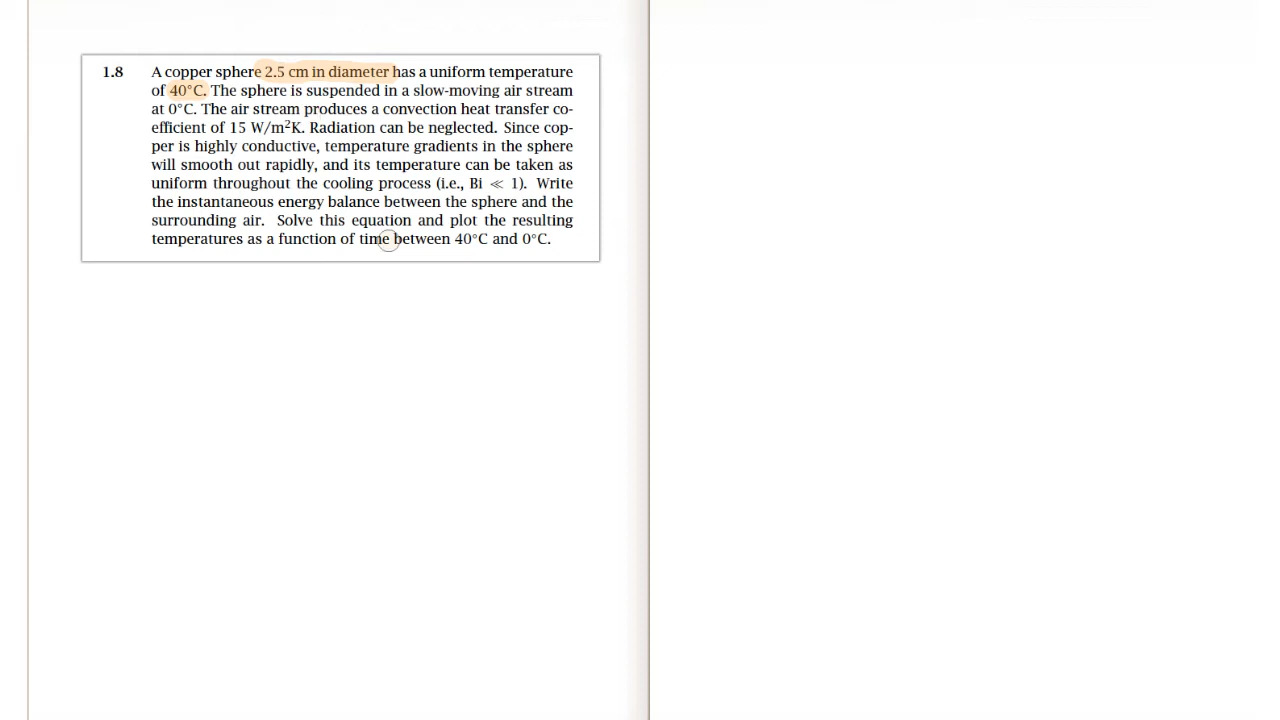 1.8 A copper sphere 2.5 cm in diameter has a uniform temperature
of 40°C. The sphere is suspended in a slow-moving air stream
at 0°C. The air stream produces a convection heat transfer co-
efficient of 15 W/m²K. Radiation can be neglected. Since cop-
per is highly conductive, temperature gradients in the sphere
will smooth out rapidly, and its temperature can be taken as
uniform throughout the cooling process (i.e., Bi ≪ 1). Write
the instantaneous energy balance between the sphere and the
surrounding air. Solve this equation and plot the resulting
temperatures as a function of time between 40°C and 0°C.